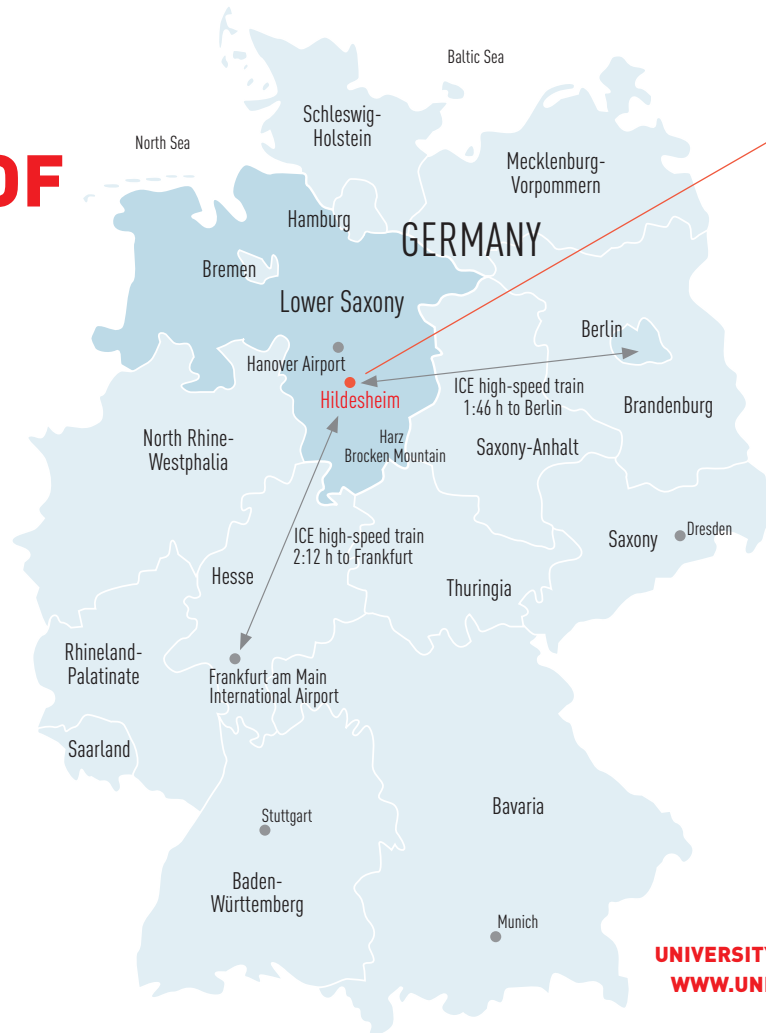 Baltic Sea
Schleswig-
Holstein
North Sea
OF
Mecklenburg-
Vorpommern
Hamburg
GERMANY
Bremen
Lower Saxony
Berlin
Hanover Airport
Hildesheim
ICE high-speed train
1:46 h to Berlin
Brandenburg
North Rhine-
Westphalia
Harz
Brocken Mountain
Saxony-Anhalt
ICE high-speed train
2:12 h to Frankfurt
Saxony
Dresden
Hesse
Thuringia
Rhineland-
Palatinate
Frankfurt am Main
International Airport
Saarland
Stuttgart
Bavaria
Baden-
Württemberg
Munich
UNIVERSITY
WWW.UNI